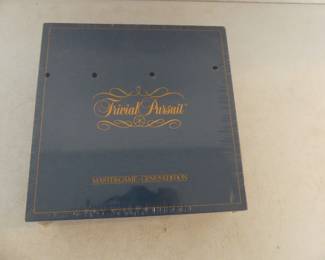 Trivial Pursuit
MASTER GAME - GENUS EDITION